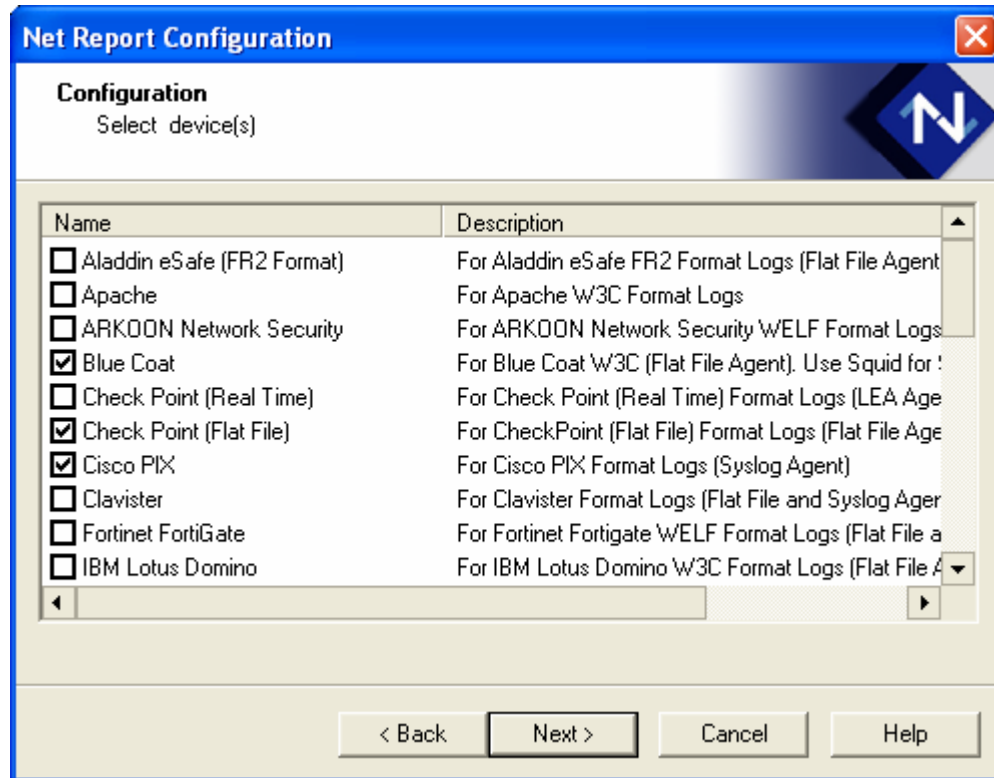 Net Report Configuration
Configuration
Select device(s)
Name Description
Aladdin eSafe (FR2 Format) For Aladdin eSafe FR2 Format Logs (Flat File Agent
Apache For Apache W3C Format Logs
ARKOON Network Security For ARKOON Network Security WELF Format Logs
Blue Coat For Blue Coat W3C (Flat File Agent). Use Squid for
Check Point (Real Time) For Check Point (Real Time) Format Logs (LEA Age
Check Point (Flat File) For CheckPoint (Flat File) Format Logs (Flat File Age
Cisco PIX For Cisco PIX Format Logs (Syslog Agent)
Clavister For Clavister Format Logs (Flat File and Syslog Agen
Fortinet FortiGate For Fortinet Fortigate WELF Format Logs (Flat File a
IBM Lotus Domino For IBM Lotus Domino W3C Format Logs (Flat File A
< Back Next > Cancel Help